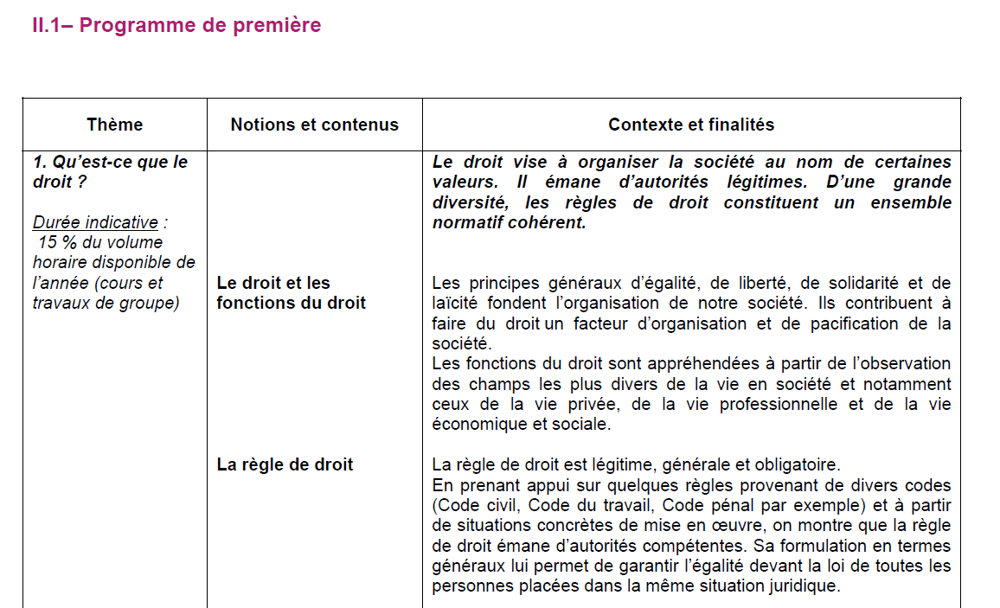 II.1– Programme de première
Thème
Notions et contenus
Contexte et finalités
1. Qu'est-ce que le
droit ?
Durée indicative :
15 % du volume
horaire disponible de
l'année (cours et
travaux de groupe)
Le droit vise à organiser la société au nom de certaines
valeurs. Il émane d'autorités légitimes. D'une grande
diversité, les règles de droit constituent un ensemble
normatif cohérent.
Le droit et les
fonctions du droit
Les principes généraux d'égalité, de liberté, de solidarité et de
laïcité fondent l'organisation de notre société. Ils contribuent à
faire du droit un facteur d'organisation et de pacification de la
société.
Les fonctions du droit sont appréhendées à partir de l'observation
des champs les plus divers de la vie en société et notamment
ceux de la vie privée, de la vie professionnelle et de la vie
économique et sociale.
La règle de droit
La règle de droit est légitime, générale et obligatoire.
En prenant appui sur quelques règles provenant de divers codes
(Code civil, Code du travail, Code pénal par exemple) et à partir
de situations concrètes de mise en œuvre, on montre que la règle
de droit émane d'autorités compétentes. Sa formulation en termes
généraux lui permet de garantir l'égalité devant la loi de toutes les
personnes placées dans la même situation juridique.